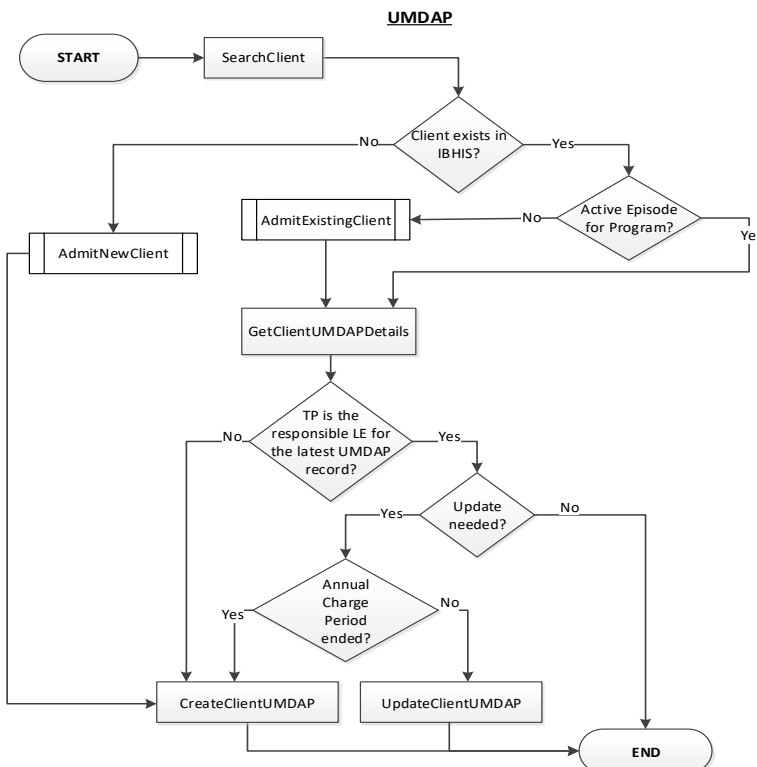 UMDAP
START
SearchClient
Client exists in
IBHIS?
No
Yes
Active Episode
for Program?
No
Ye
AdmitExistingClient
AdmitNewClient
GetClientUMDAPDetails
TP is the
responsible LE for
the latest UMDAP
record?
No
Yes
Update
needed?
Yes
No
Annual
Charge
Period
ended?
Yes
No
CreateClientUMDAP
UpdateClientUMDAP
END